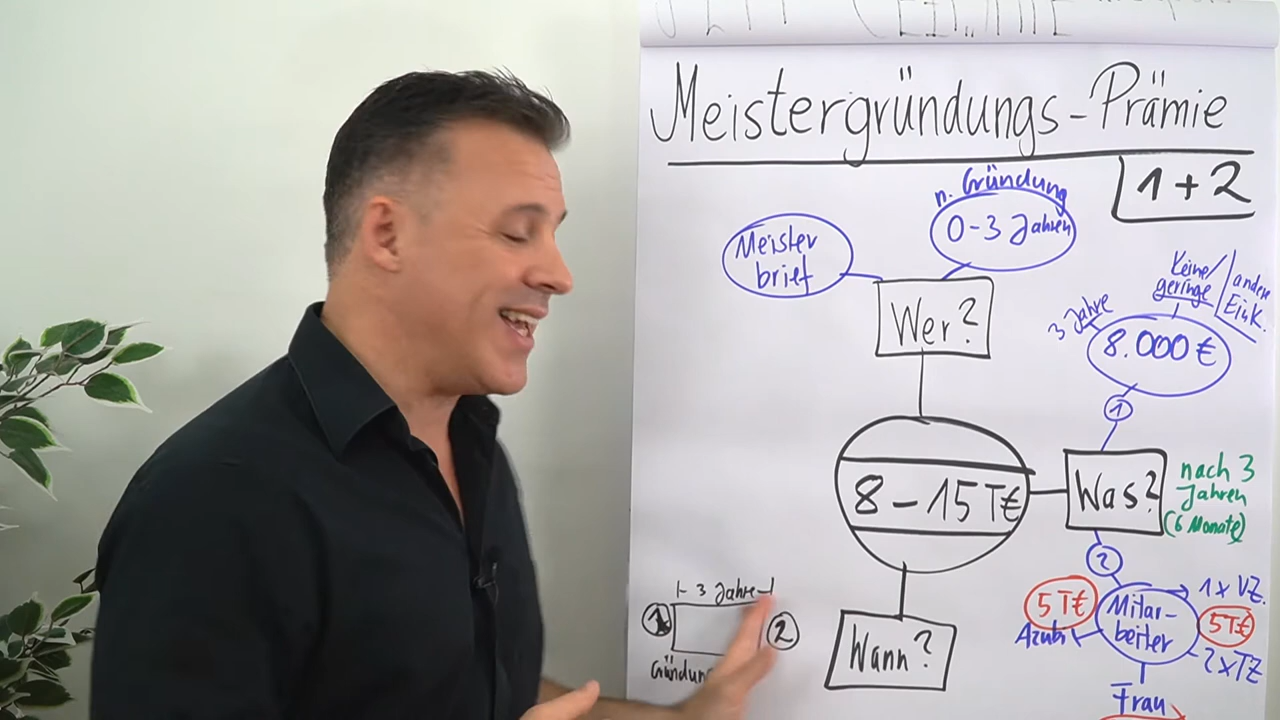 Meistergründungs-Prämie
1+2
n. Gründung
0-3 Jahren
Meister
brief
Wer?
Keine/
geringe
andere
Eink.
3 Jahre
8.000 €
1
8-15T€
Was?
nach 3
Jahren
(6 Monate)
2
5T€
Azubi
Mitar-
beiter
1x VZ.
5T€
2xTZ
Frau
Wann?
3 Jahre
1
2
Gründung